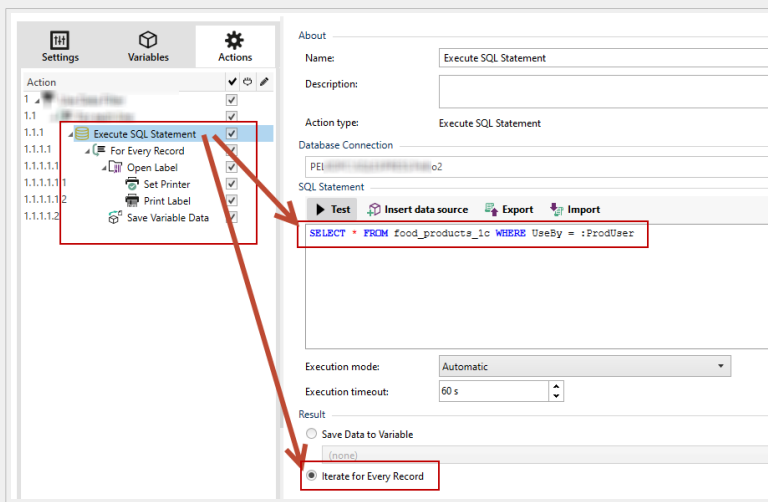 Settings
Variables
Actions
Action
1
1.1
1.1.1 Execute SQL Statement
1.1.1.1 For Every Record
1.1.1.1.1 Open Label
1.1.1.1.1.1 Set Printer
1.1.1.1.1.2 Print Label
1.1.1.1.2 Save Variable Data
About
Name: Execute SQL Statement
Description:
Action type: Execute SQL Statement
Database Connection
SQL Statement
Test Insert data source Export Import
SELECT * FROM food_products_1c WHERE UseBy = :ProdUser
Execution mode: Automatic
Execution timeout: 60 s
Result
Save Data to Variable
(none)
Iterate for Every Record